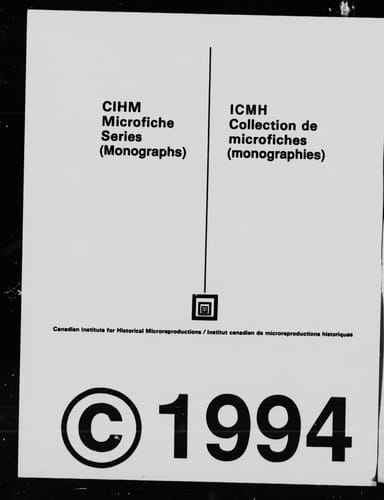 CIHM
Microfiche
Series
(Monographs)
ICMH
Collection de
microfiches
(monographies)
Canadian Institute for Historical Microreproductions / Institut canadien de microreproductions historiques
© 1994